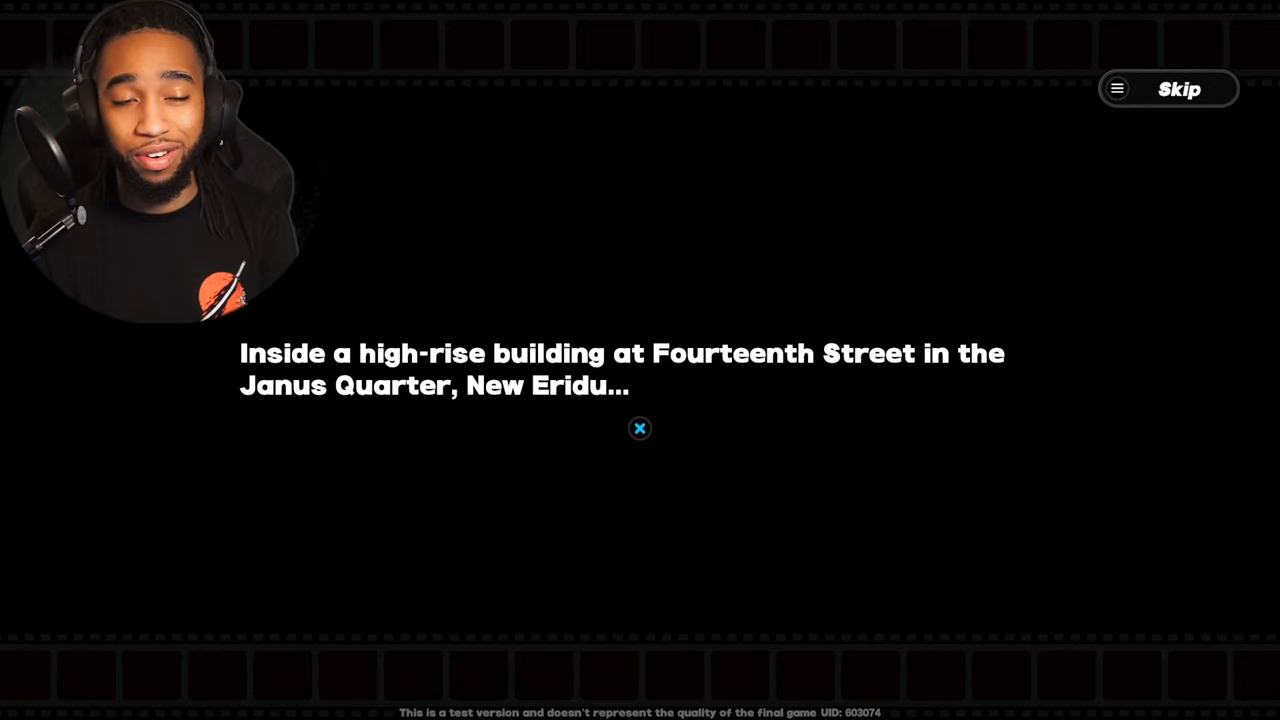 Skip
Inside a high-rise building at Fourteenth Street in the
Janus Quarter, New Eridu...
This is a test version and doesn't represent the quality of the final game UID: 603074